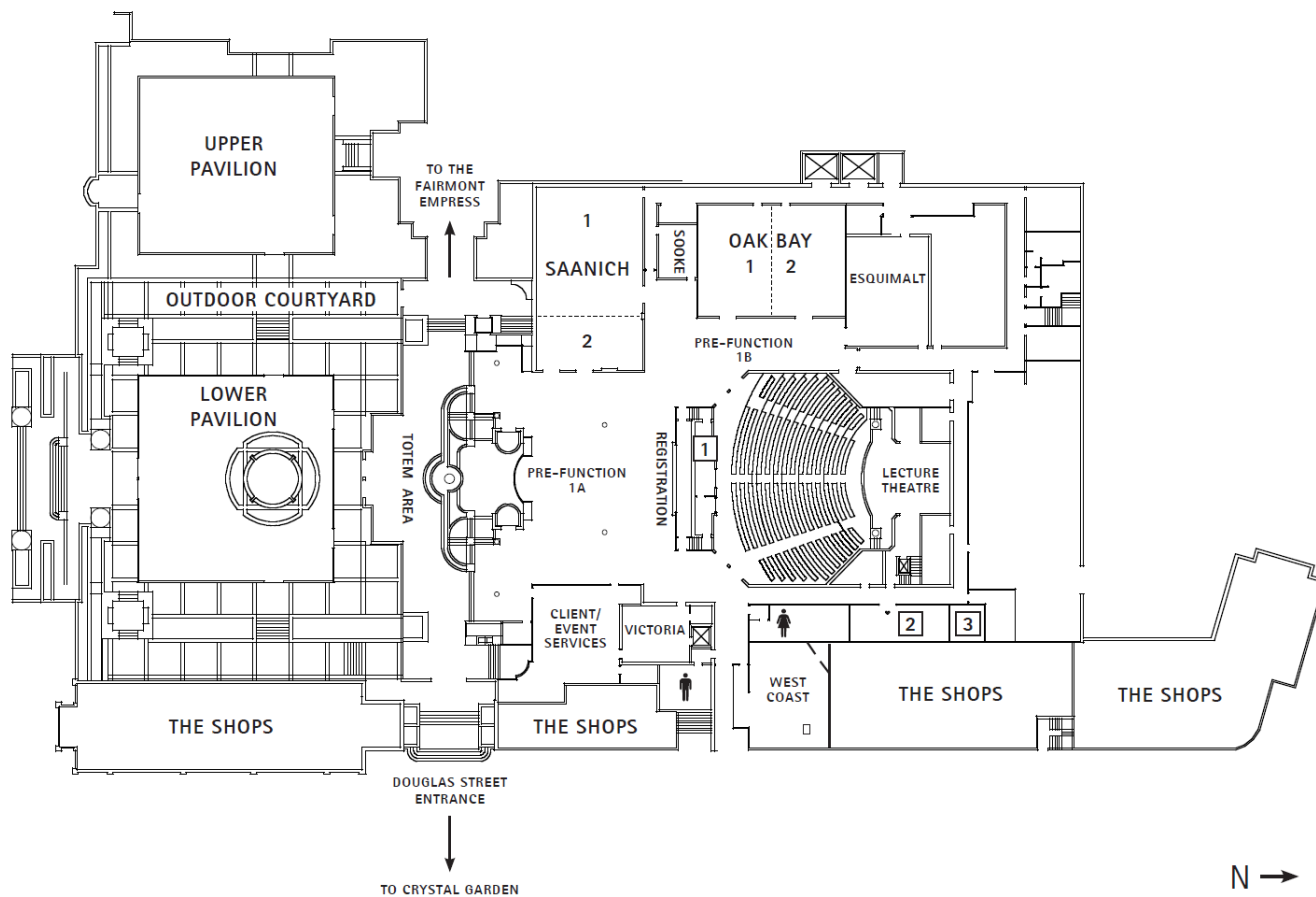 UPPER
PAVILION
TO THE
FAIRMONT
EMPRESS
1
SAANICH
2
SOOKE
OAK BAY
1 2
ESQUIMALT
OUTDOOR COURTYARD
PRE-FUNCTION
1B
LOWER
PAVILION
TOTEM AREA
PRE-FUNCTION
1A
REGISTRATION
1
LECTURE
THEATRE
CLIENT/
EVENT
SERVICES
VICTORIA
2
3
WEST
COAST
THE SHOPS
THE SHOPS
THE SHOPS
THE SHOPS
DOUGLAS STREET
ENTRANCE
TO CRYSTAL GARDEN
N